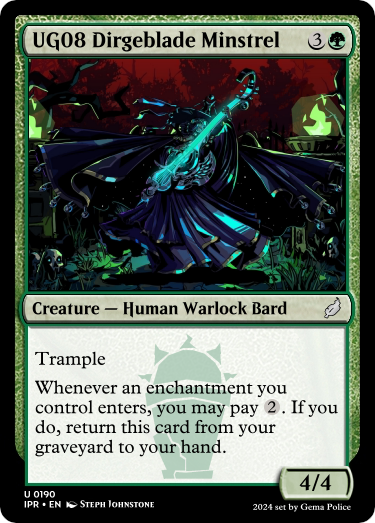 UG08 Dirgeblade Minstrel 3
Creature — Human Warlock Bard
Trample
Whenever an enchantment you
control enters, you may pay 2. If you
do, return this card from your
graveyard to your hand.
4/4
U 0190
IPR • EN Steph Johnstone
2024 set by Gema Police